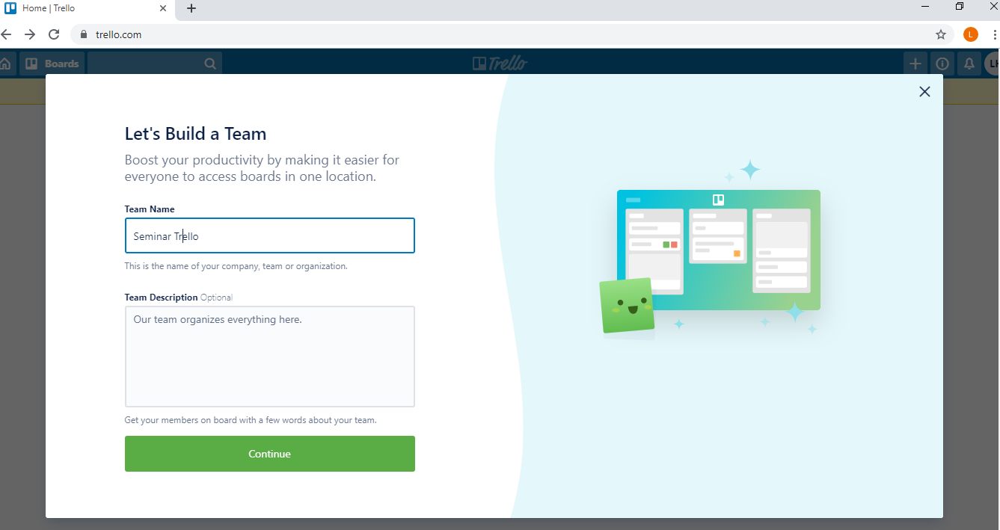 Home | Trello
trello.com
Boards
Trello
Let's Build a Team
Boost your productivity by making it easier for
everyone to access boards in one location.
Team Name
Seminar Trello
This is the name of your company, team or organization.
Team Description Optional
Our team organizes everything here.
Get your members on board with a few words about your team.
Continue
L